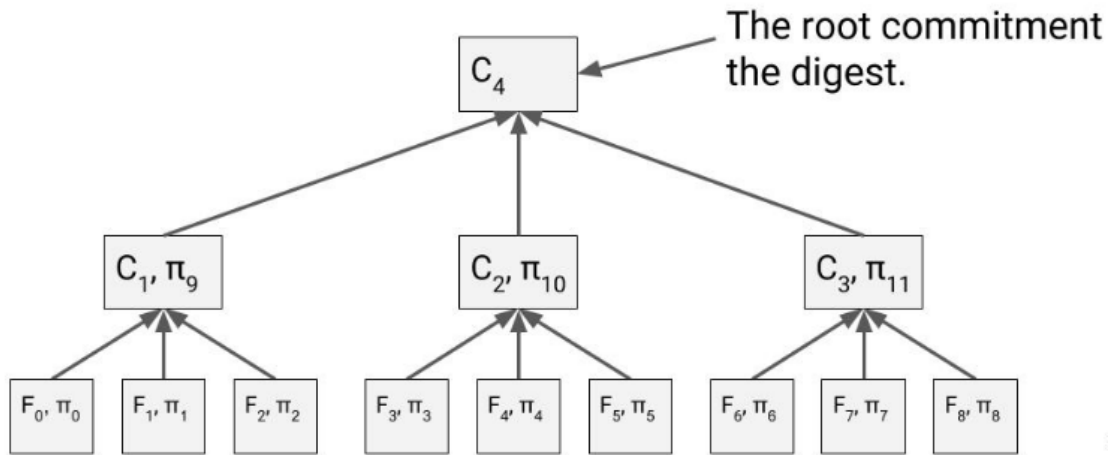 The root commitment
the digest.
C₄
C₁, π₉
C₂, π₁₀
C₃, π₁₁
F₀, π₀
F₁, π₁
F₂, π₂
F₃, π₃
F₄, π₄
F₅, π₅
F₆, π₆
F₇, π₇
F₈, π₈